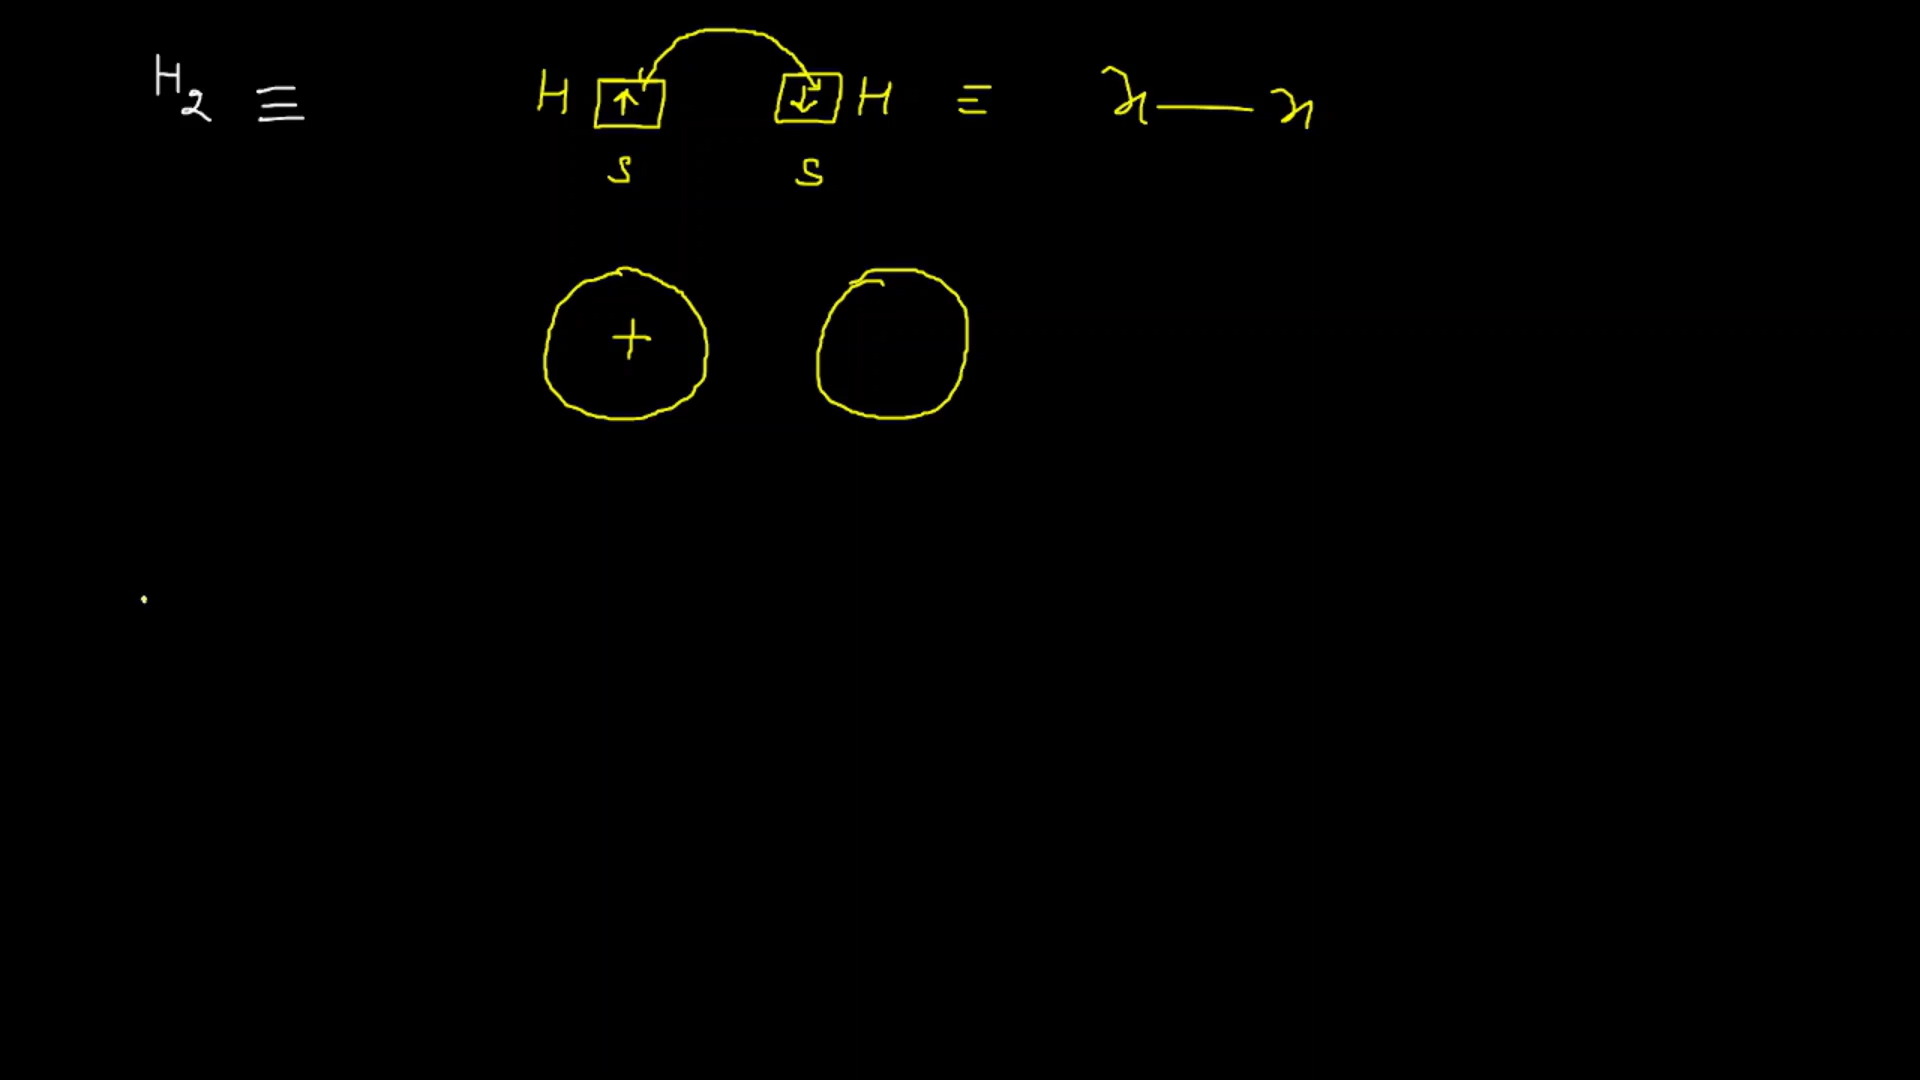 H₂ ≡ H ↑ ↓ H ≡ H — H
s s
+